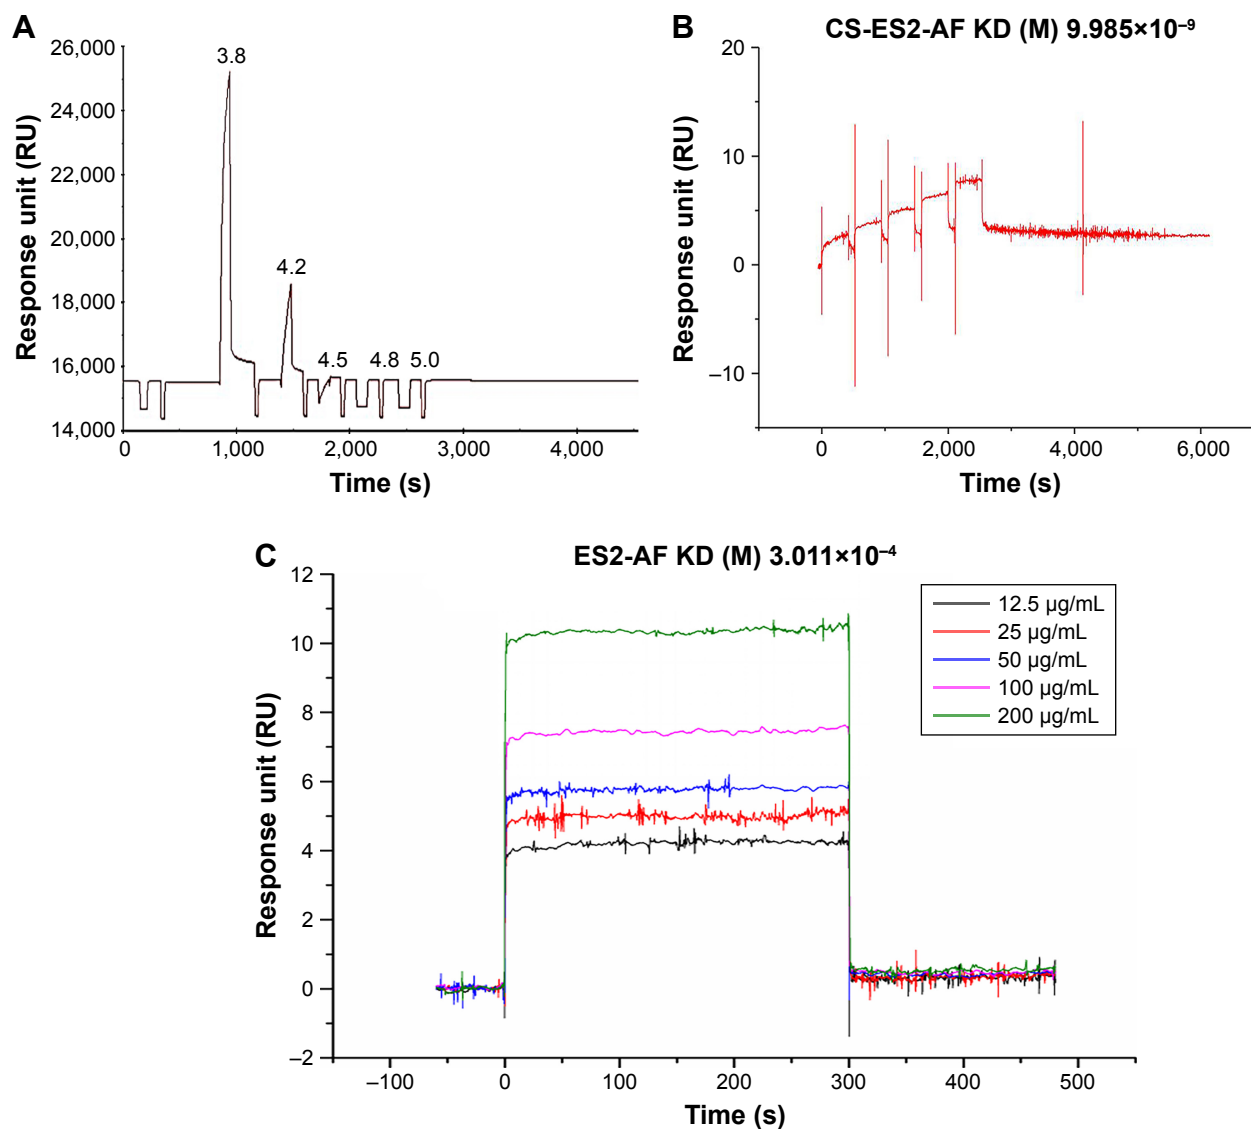 A
26,000
24,000
22,000
20,000
18,000
16,000
14,000
Response unit (RU)
3.8
4.2
4.5
4.8
5.0
0
1,000
2,000
3,000
4,000
Time (s)
B
CS-ES2-AF KD (M) 9.985×10⁻⁹
20
10
0
–10
Response unit (RU)
0
2,000
4,000
6,000
Time (s)
C
ES2-AF KD (M) 3.011×10⁻⁴
12
10
8
6
4
2
0
–2
Response unit (RU)
12.5 µg/mL
25 µg/mL
50 µg/mL
100 µg/mL
200 µg/mL
–100
0
100
200
300
400
500
Time (s)